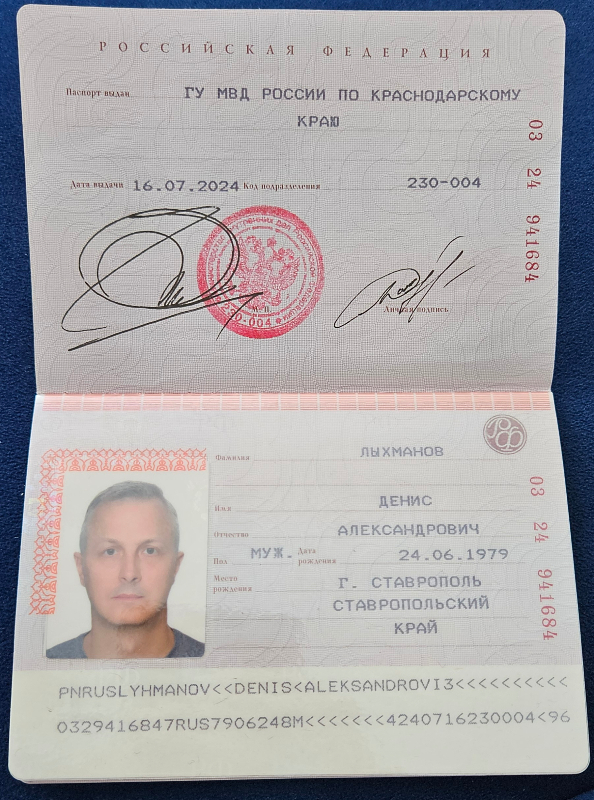 РОССИЙСКАЯ ФЕДЕРАЦИЯ
Паспорт выдан ГУ МВД РОССИИ ПО КРАСНОДАРСКОМУ
КРАЮ
Дата выдачи 16.07.2024 Код подразделения 230-004
03 24 941684
М.П.
Личная подпись
230-004
Фамилия ЛЫХМАНОВ
Имя ДЕНИС
Отчество АЛЕКСАНДРОВИЧ
Пол МУЖ. Дата рождения 24.06.1979
Место рождения Г. СТАВРОПОЛЬ
СТАВРОПОЛЬСКИЙ
КРАЙ
03 24 941684
PNRUSLYHMANOV<<DENIS<ALEKSANDROVI3<<<<<<<<<<
0329416847RUS7906248M<<<<<<<4240716230004<96